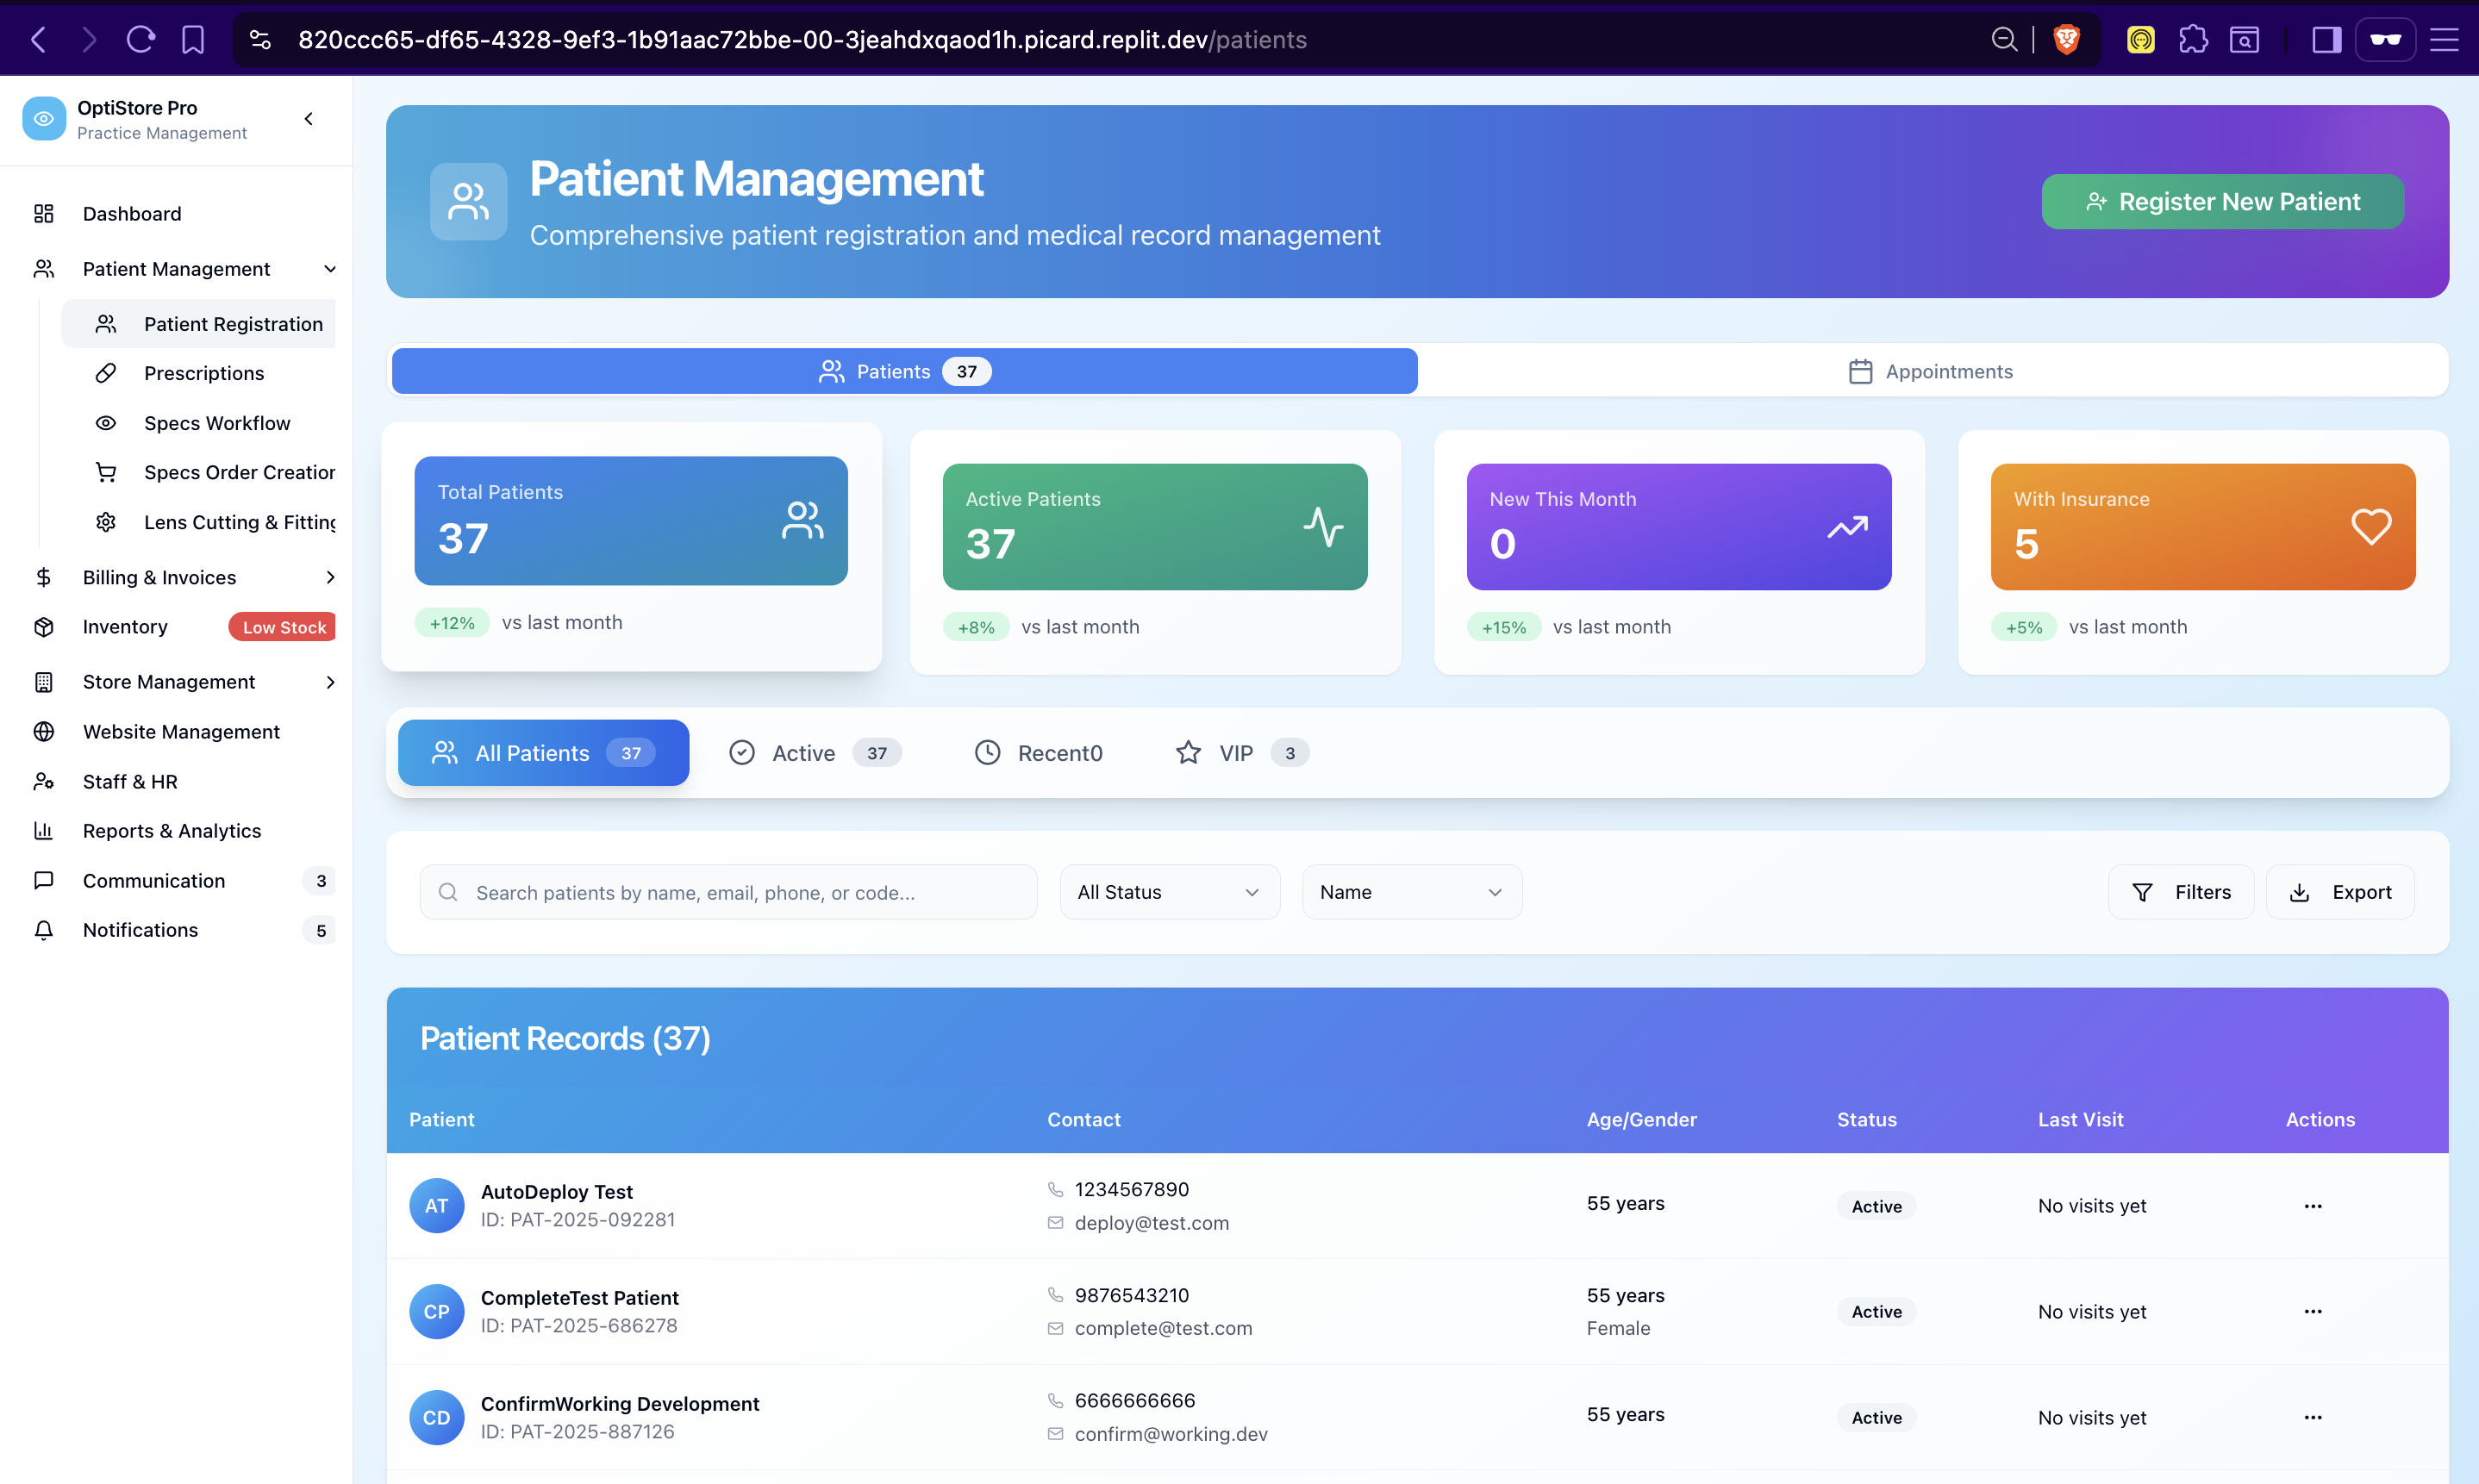 820ccc65-df65-4328-9ef3-1b91aac72bbe-00-3jeahdxqaod1h.picard.replit.dev/patients
OptiStore Pro
Practice Management
Dashboard
Patient Management
Patient Registration
Prescriptions
Specs Workflow
Specs Order Creation
Lens Cutting & Fitting
Billing & Invoices
Inventory Low Stock
Store Management
Website Management
Staff & HR
Reports & Analytics
Communication 3
Notifications 5
Patient Management
Comprehensive patient registration and medical record management
Register New Patient
Patients 37
Appointments
Total Patients
37
+12% vs last month
Active Patients
37
+8% vs last month
New This Month
0
+15% vs last month
With Insurance
5
+5% vs last month
All Patients 37
Active 37
Recent0
VIP 3
Search patients by name, email, phone, or code...
All Status
Name
Filters
Export
Patient Records (37)
Patient Contact Age/Gender Status Last Visit Actions
AT
AutoDeploy Test
ID: PAT-2025-092281
1234567890
deploy@test.com
55 years
Active
No visits yet
CP
CompleteTest Patient
ID: PAT-2025-686278
9876543210
complete@test.com
55 years
Female
Active
No visits yet
CD
ConfirmWorking Development
ID: PAT-2025-887126
6666666666
confirm@working.dev
55 years
Active
No visits yet